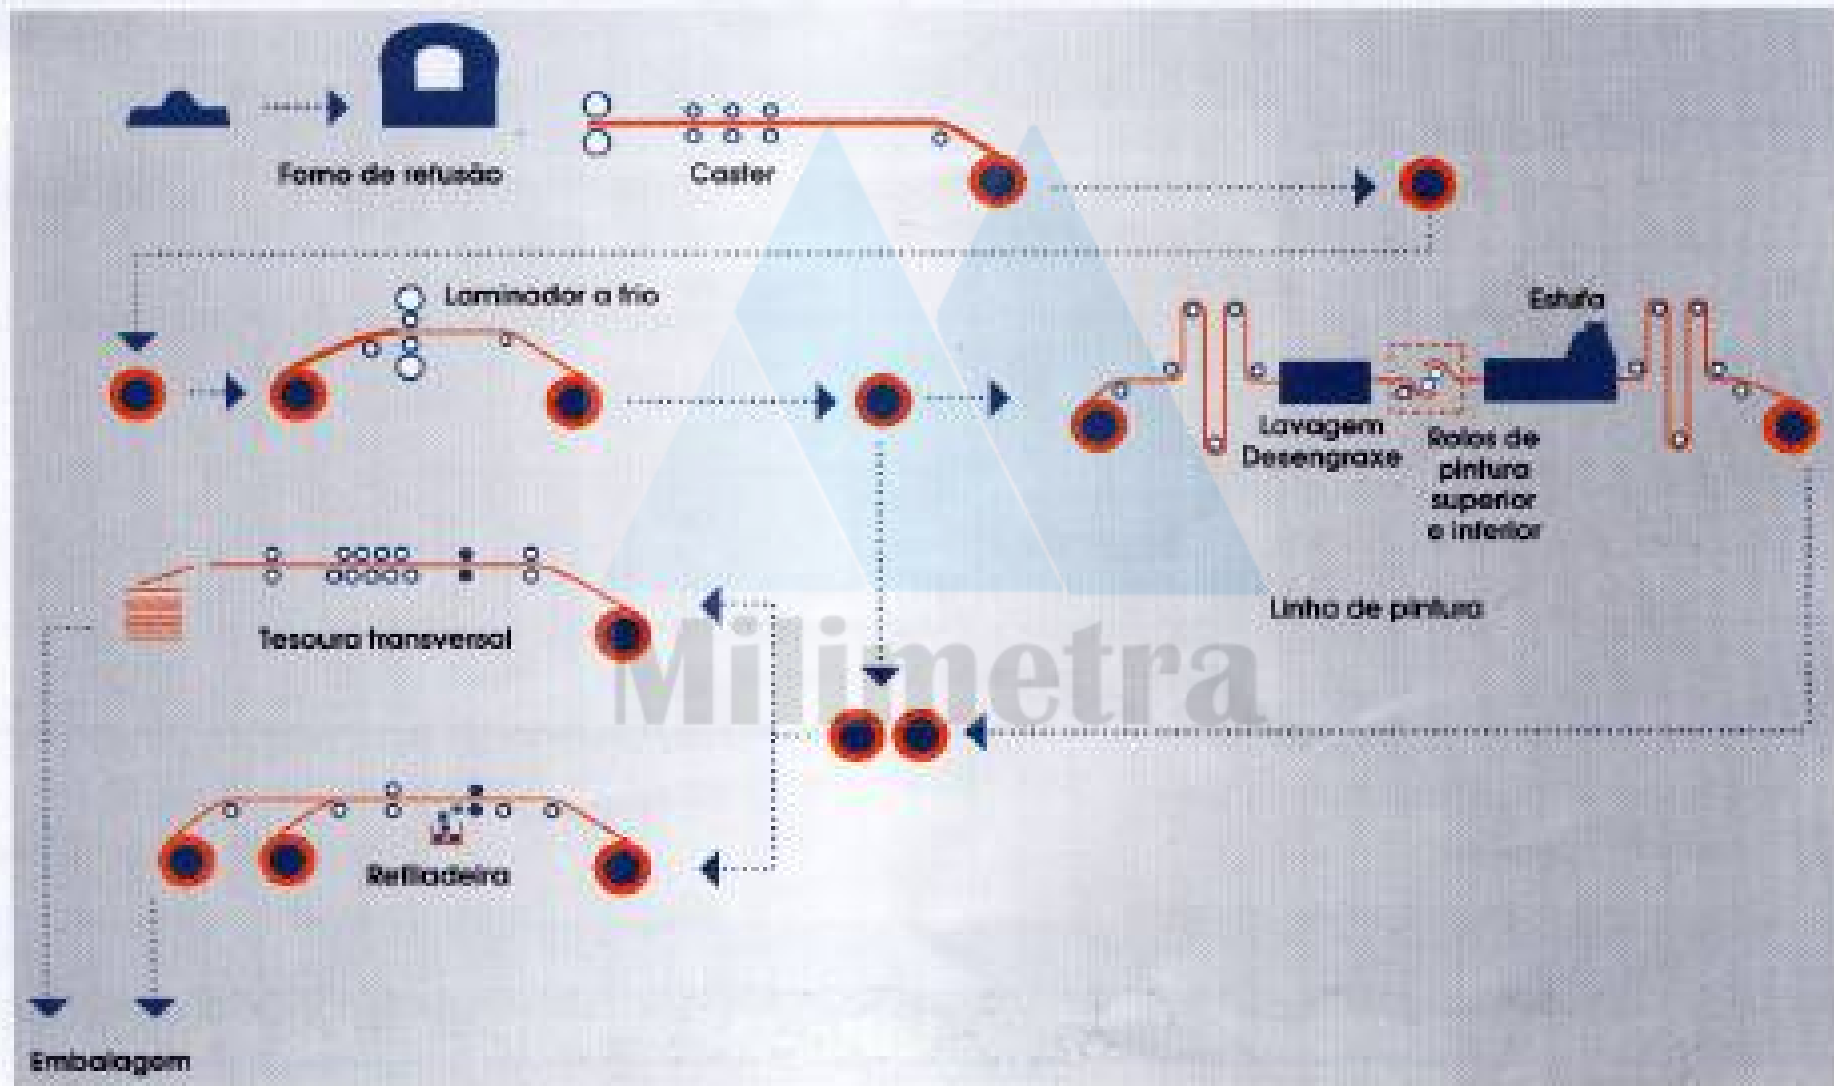 Forno de refusão
Caster
Laminador a frio
Estufa
Lavagem
Desengraxe
Rolos de
pintura
superior
e inferior
Linha de pintura
Tesoura transversal
Milimetra
Refiladeira
Embalagem